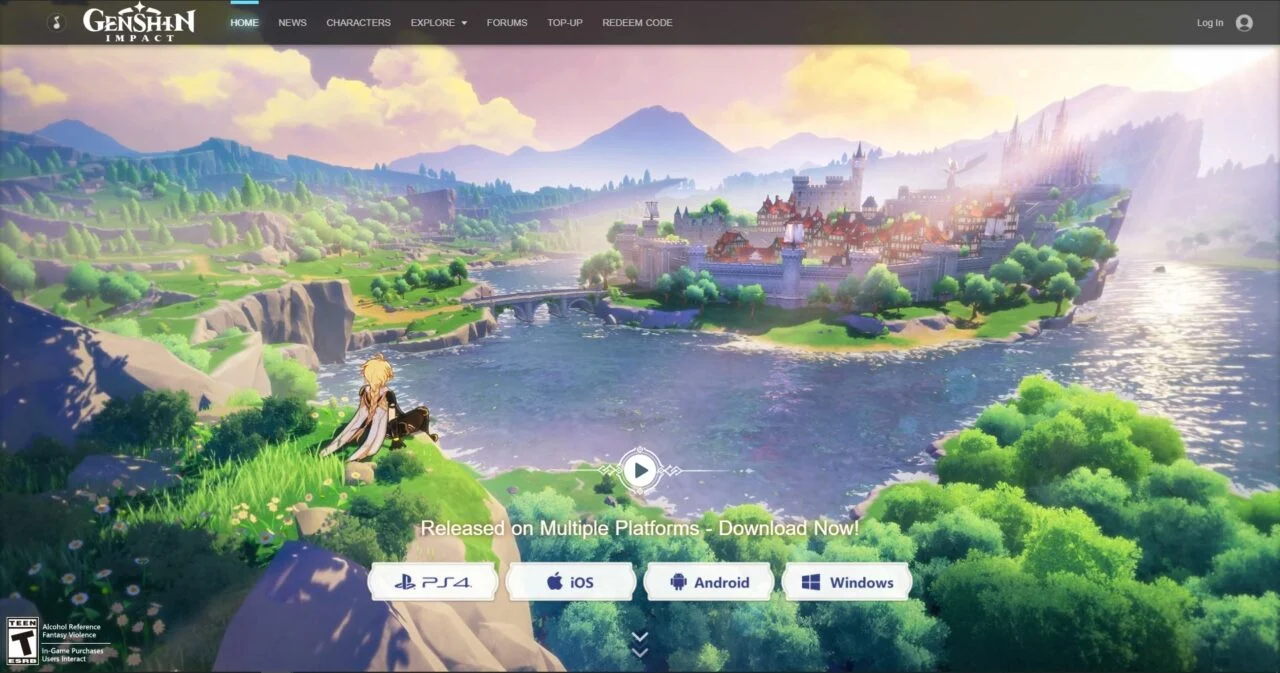 GENSHIN
IMPACT
HOME
NEWS
CHARACTERS
EXPLORE
FORUMS
TOP-UP
REDEEM CODE
Log In
Released on Multiple Platforms - Download Now!
PS4
iOS
Android
Windows
TEEN
T
ESRB
Alcohol Reference
Fantasy Violence
In-Game Purchases
Users Interact